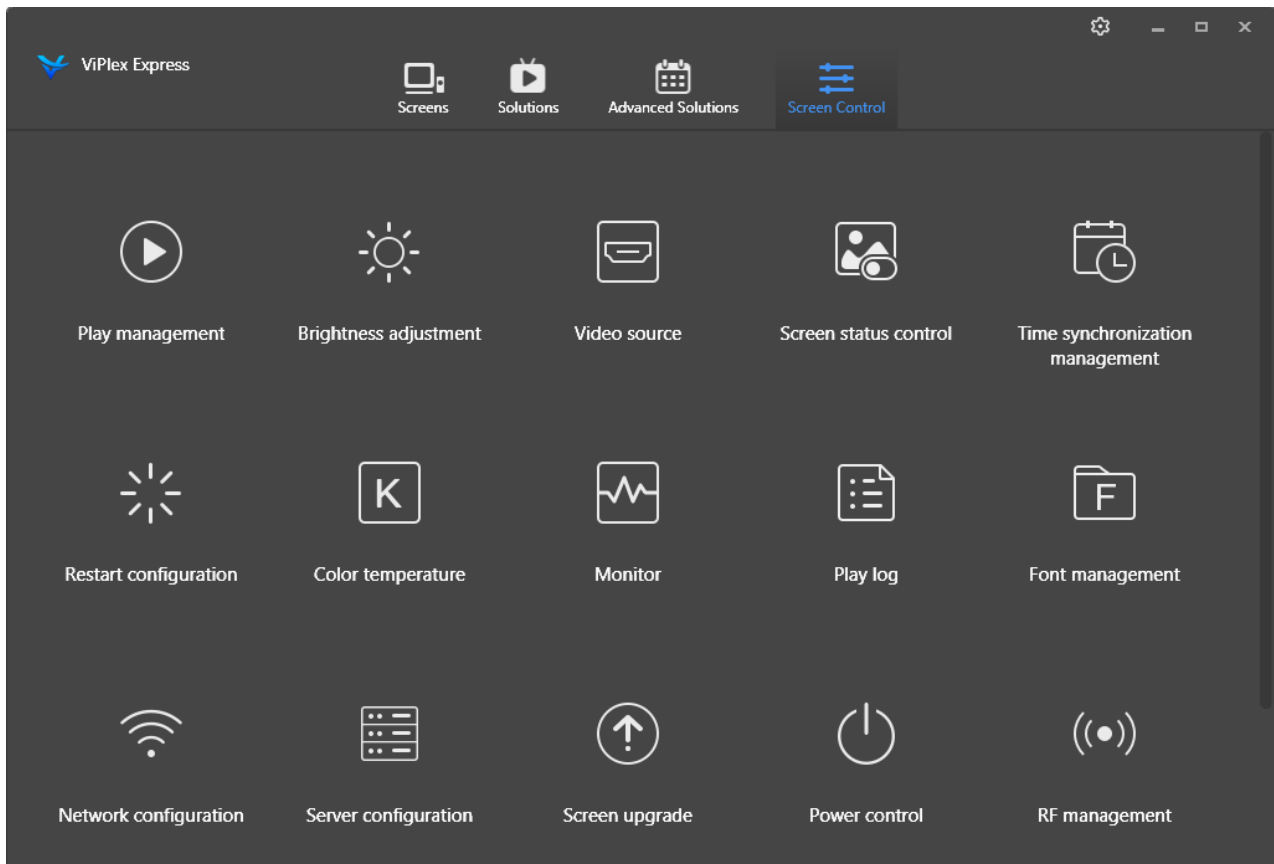 ViPlex Express
Screens
Solutions
Advanced Solutions
Screen Control
Play management
Brightness adjustment
Video source
Screen status control
Time synchronization
management
Restart configuration
K
Color temperature
Monitor
Play log
F
Font management
Network configuration
Server configuration
Screen upgrade
Power control
RF management